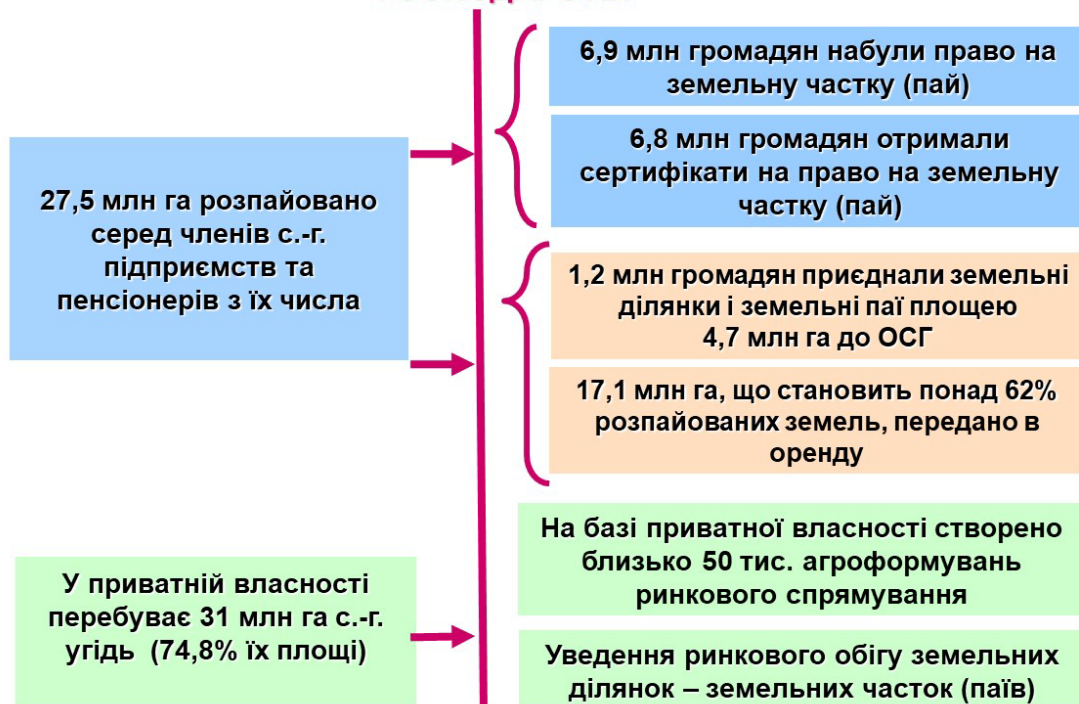 27,5 млн га розпайовано
серед членів с.-г.
підприємств та
пенсіонерів з їх числа
6,9 млн громадян набули право на
земельну частку (пай)
6,8 млн громадян отримали
сертифікати на право на земельну
частку (пай)
1,2 млн громадян приєднали земельні
ділянки і земельні паї площею
4,7 млн га до ОСГ
17,1 млн га, що становить понад 62%
розпайованих земель, передано в
оренду
У приватній власності
перебуває 31 млн га с.-г.
угідь (74,8% їх площі)
На базі приватної власності створено
близько 50 тис. агроформувань
ринкового спрямування
Уведення ринкового обігу земельних
ділянок – земельних часток (паїв)